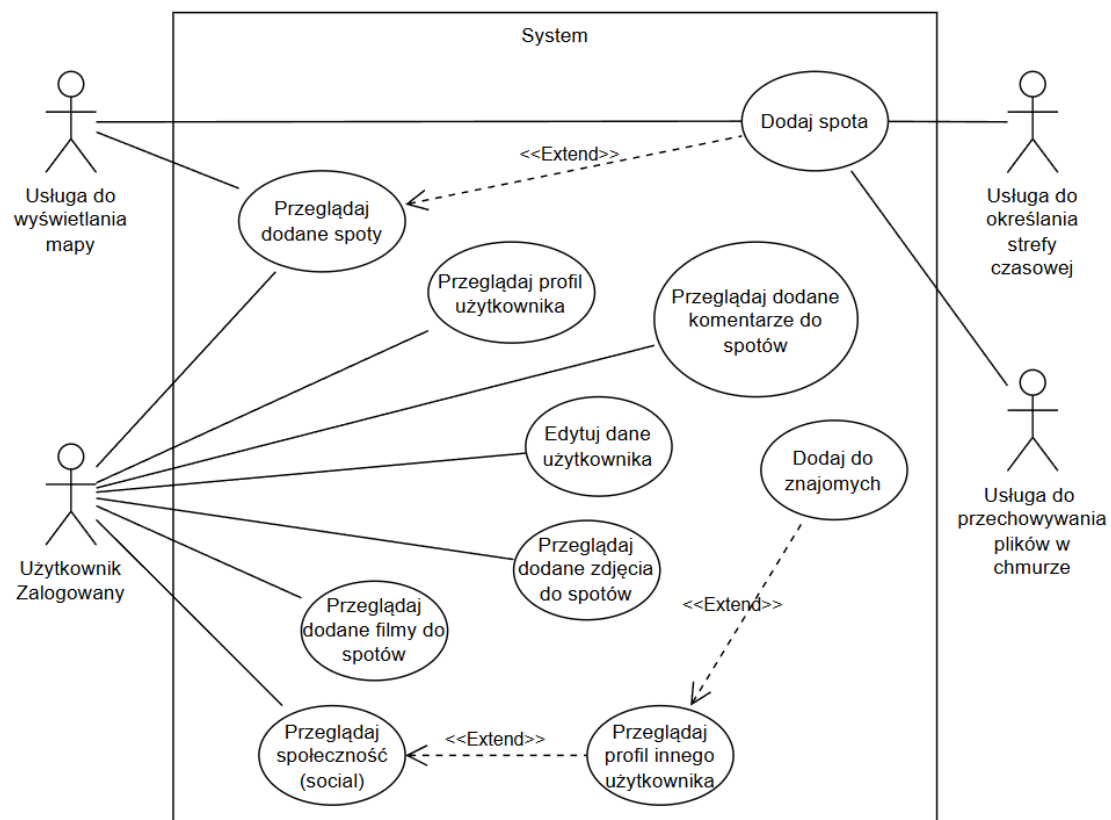 System
Dodaj spota
<<Extend>>
Usługa do
wyświetlania
mapy
Usługa do
określania
strefy
czasowej
Przeglądaj
dodane spoty
Przeglądaj profil
użytkownika
Przeglądaj dodane
komentarze do
spotów
Edytuj dane
użytkownika
Dodaj do
znajomych
Usługa do
przechowywania
plików w
chmurze
Użytkownik
Zalogowany
Przeglądaj
dodane zdjęcia
do spotów
<<Extend>>
Przeglądaj
dodane filmy do
spotów
Przeglądaj
społeczność
(social)
<<Extend>>
Przeglądaj
profil innego
użytkownika